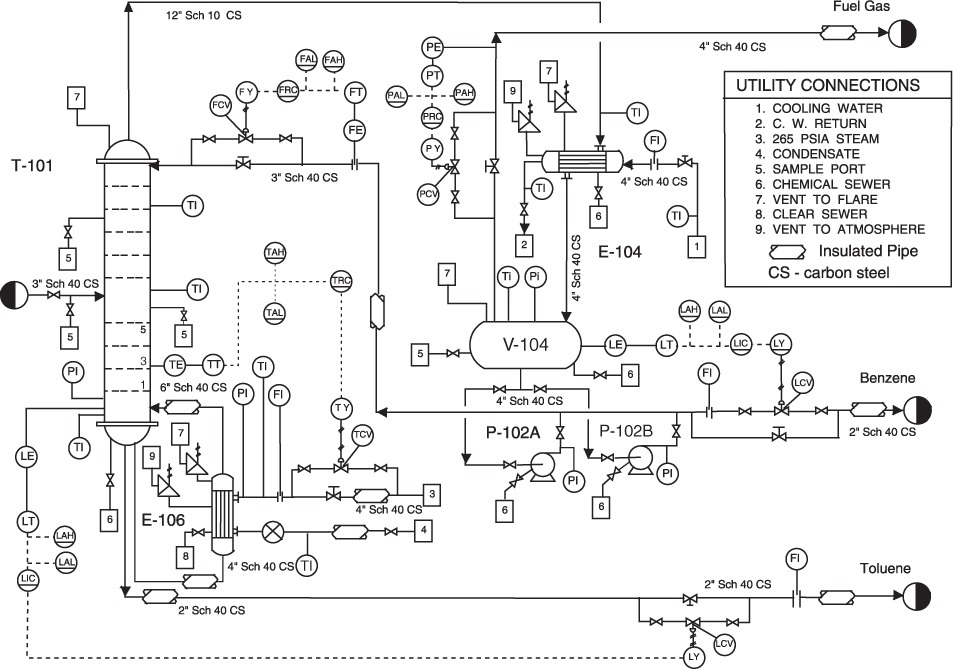 Fuel Gas
12" Sch 10 CS
4" Sch 40 CS
PE
FAL
FAH
PT
7
9
7
FY
FRC
FT
PAL
PAH
FCV
TI
PRC
FE
FI
PY
T-101
3" Sch 40 CS
4" Sch 40 CS
PCV
TI
TI
6
TI
2
E-104
1
UTILITY CONNECTIONS
1. COOLING WATER
2. C. W. RETURN
3. 265 PSIA STEAM
4. CONDENSATE
5. SAMPLE PORT
6. CHEMICAL SEWER
7. VENT TO FLARE
8. CLEAR SEWER
9. VENT TO ATMOSPHERE
Insulated Pipe
CS - carbon steel
5
TAH
4" Sch 40 CS
3" Sch 40 CS
TRC
7
Ti
Pi
TI
TAL
LAH
LAL
5
5
5
V-104
LE
LT
LIC
LY
5
3
TE
TT
6
PI
TI
FI
1
6" Sch 40 CS
PI
FI
LCV
Benzene
4" Sch 40 CS
TY
2" Sch 40 CS
7
TCV
P-102A
P-102B
TI
LE
9
PI
PI
3
4" Sch 40 CS
6
6
LT
6
E-106
4
LAH
8
LAL
4" Sch 40 CS
TI
FI
LIC
Toluene
2" Sch 40 CS
2" Sch 40 CS
LCV
LY